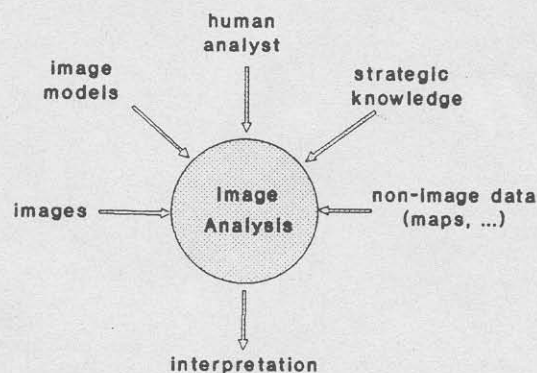 human
analyst
image
models
strategic
knowledge
images
Image
Analysis
non-image data
(maps, ...)
interpretation